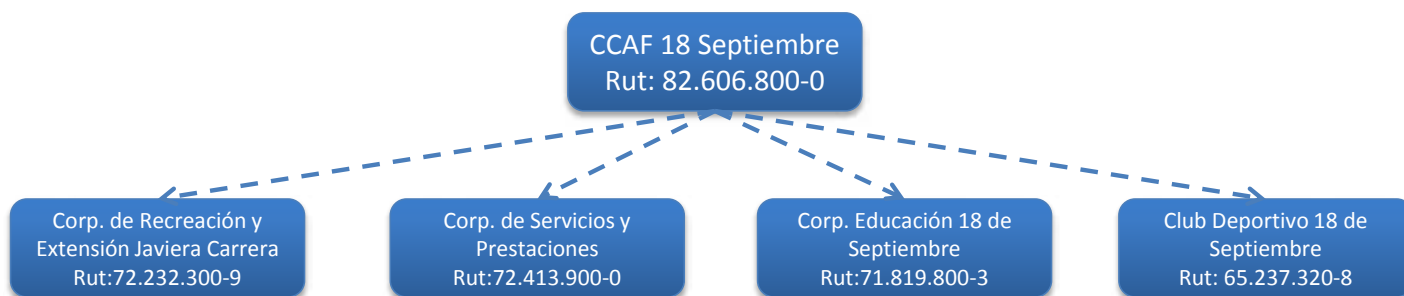 CCAF 18 Septiembre
Rut: 82.606.800-0
Corp. de Recreación y
Extensión Javiera Carrera
Rut:72.232.300-9
Corp. de Servicios y
Prestaciones
Rut:72.413.900-0
Corp. Educación 18 de
Septiembre
Rut:71.819.800-3
Club Deportivo 18 de
Septiembre
Rut: 65.237.320-8